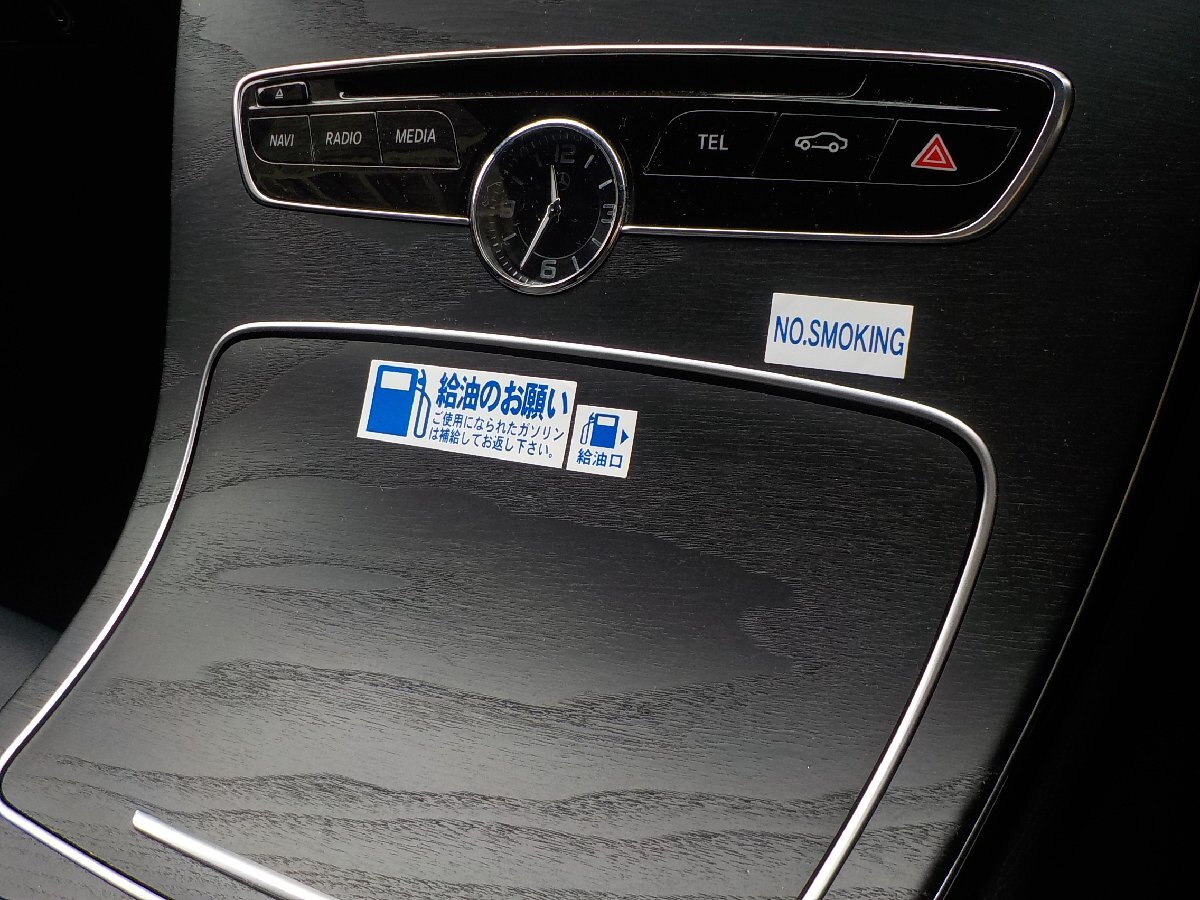 NAVI
RADIO
MEDIA
TEL
12
3
6
NO.SMOKING
給油のお願い
ご使用になられたガソリン
は補給してお返し下さい。
給油口